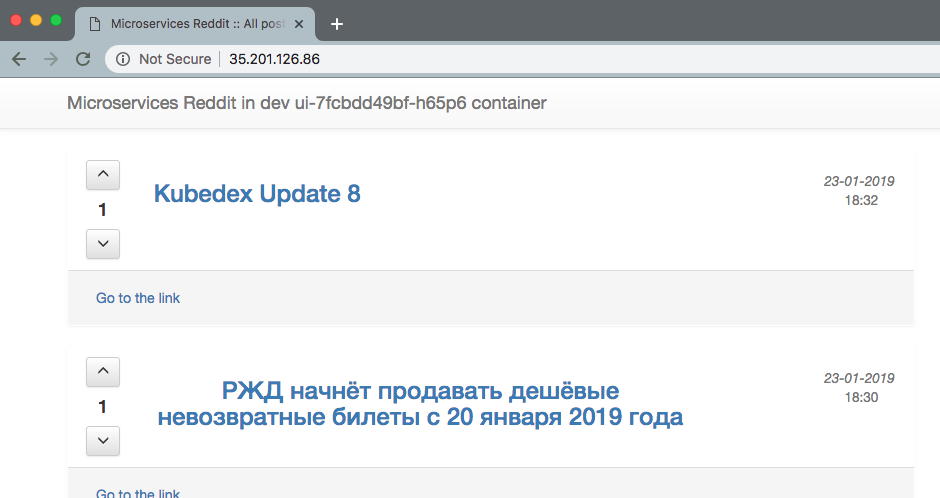 Microservices Reddit :: All post
Not Secure
35.201.126.86
Microservices Reddit in dev ui-7fcbdd49bf-h65p6 container
Kubedex Update 8
23-01-2019
18:32
1
Go to the link
РЖД начнёт продавать дешёвые
невозвратные билеты с 20 января 2019 года
23-01-2019
18:30
1
Go to the link